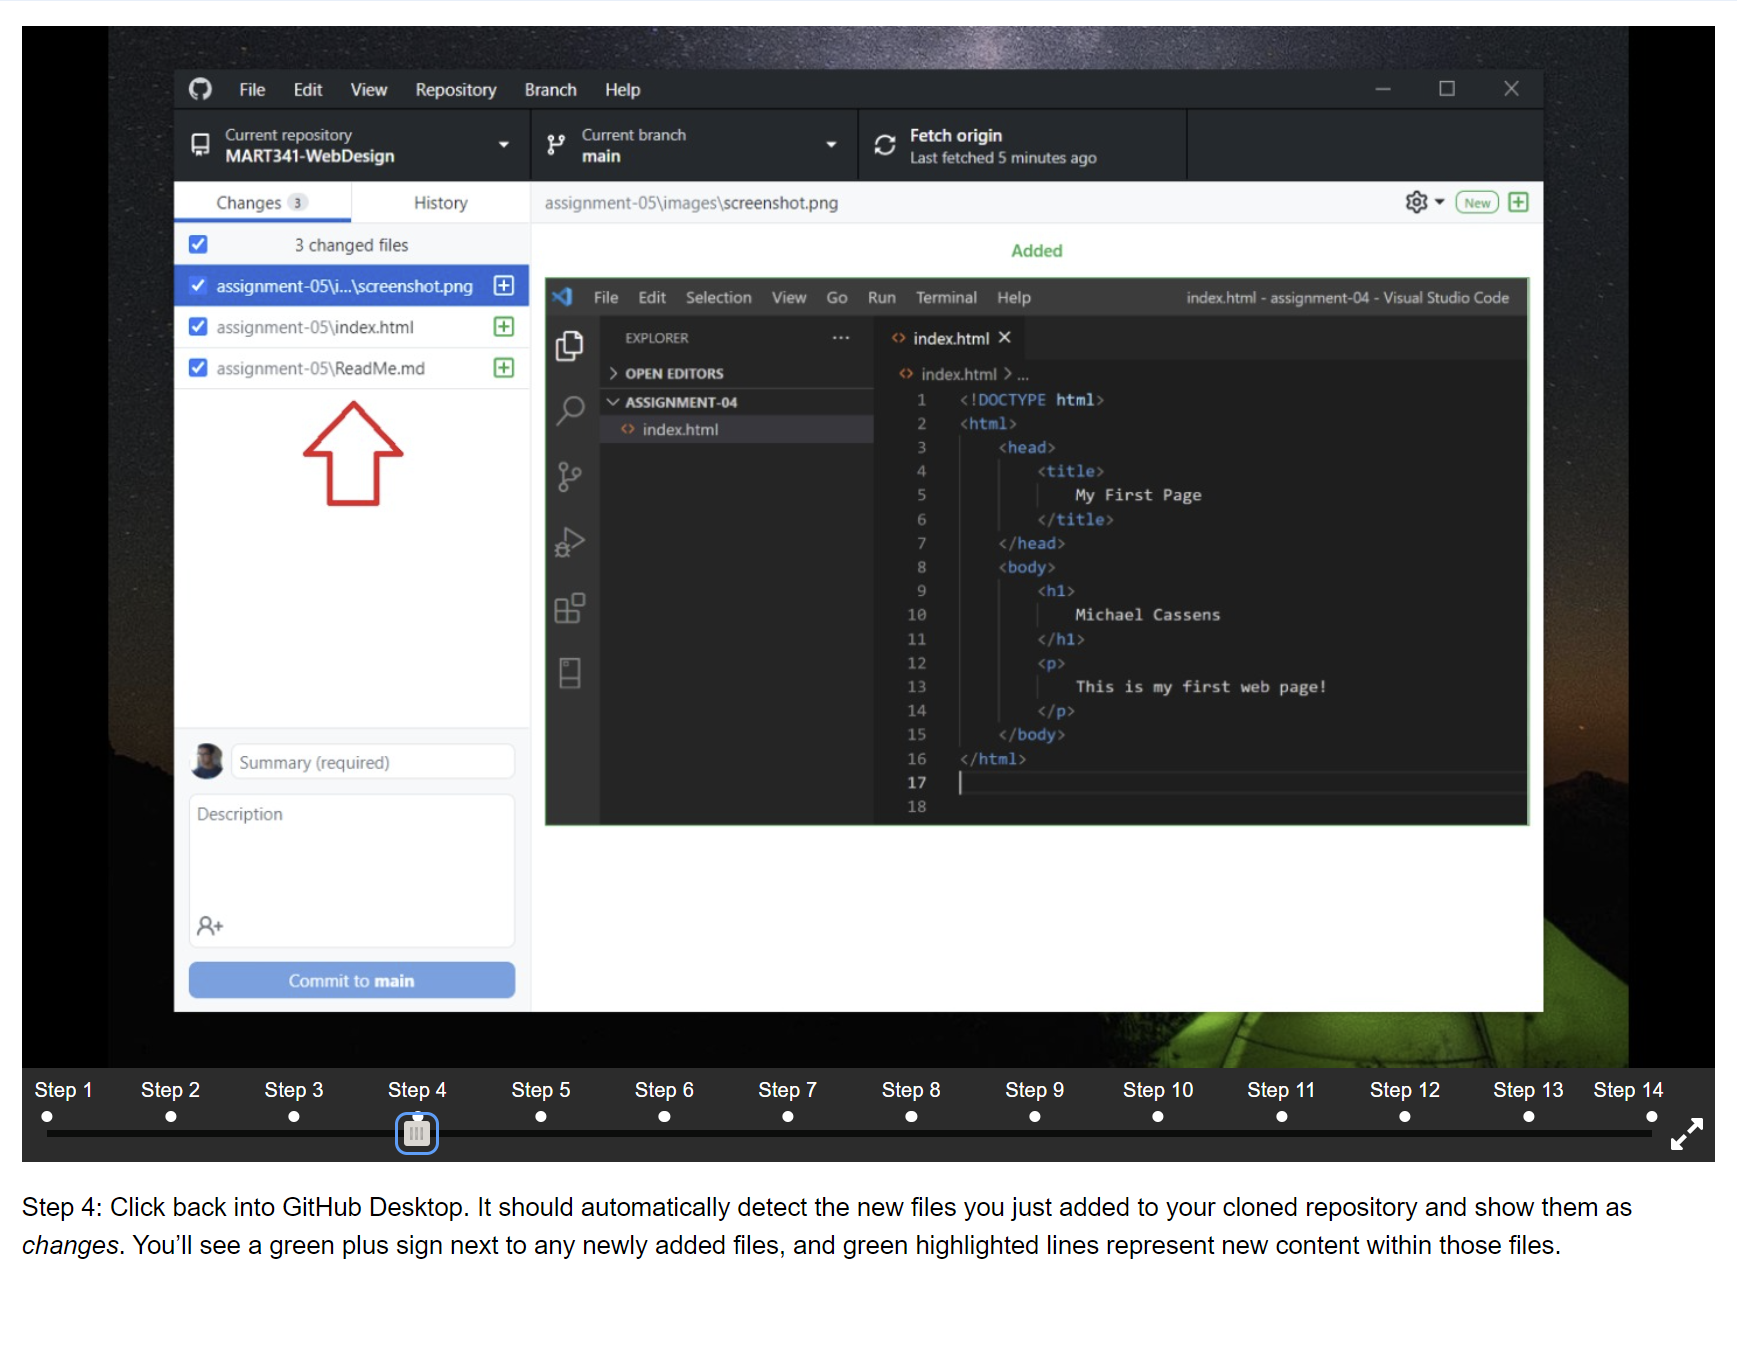 File Edit View Repository Branch Help
Current repository
MART341-WebDesign
Current branch
main
Fetch origin
Last fetched 5 minutes ago
Changes 3
History
assignment-05\images\screenshot.png
New
3 changed files
Added
assignment-05\i...\screenshot.png
assignment-05\index.html
assignment-05\ReadMe.md
File Edit Selection View Go Run Terminal Help index.html - assignment-04 - Visual Studio Code
EXPLORER ...
index.html
OPEN EDITORS
index.html > ...
ASSIGNMENT-04
index.html
1 <!DOCTYPE html>
2 <html>
3 <head>
4 <title>
5 My First Page
6 </title>
7 </head>
8 <body>
9 <h1>
10 Michael Cassens
11 </h1>
12 <p>
13 This is my first web page!
14 </p>
15 </body>
16 </html>
17
18
Summary (required)
Description
Commit to main
Step 1 Step 2 Step 3 Step 4 Step 5 Step 6 Step 7 Step 8 Step 9 Step 10 Step 11 Step 12 Step 13 Step 14
Step 4: Click back into GitHub Desktop. It should automatically detect the new files you just added to your cloned repository and show them as
changes. You’ll see a green plus sign next to any newly added files, and green highlighted lines represent new content within those files.